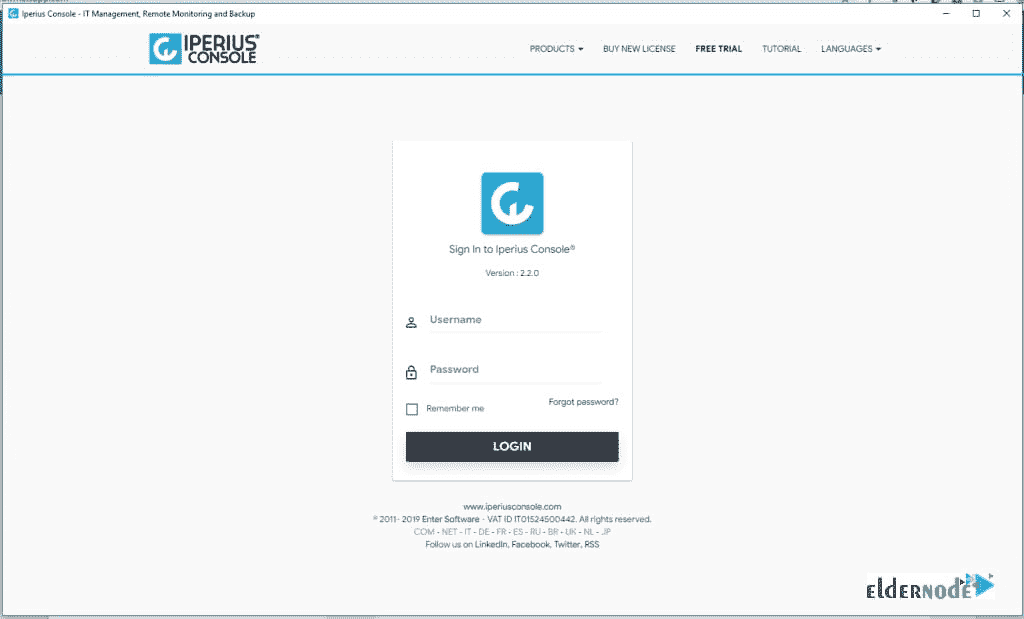 Iperius Console - IT Management, Remote Monitoring and Backup
IPERIUS®
CONSOLE
PRODUCTS BUY NEW LICENSE FREE TRIAL TUTORIAL LANGUAGES
Sign In to Iperius Console®
Version : 2.2.0
Username
Password
Remember me
Forgot password?
LOGIN
www.iperiusconsole.com
© 2011- 2019 Enter Software - VAT ID IT01524500442. All rights reserved.
COM - NET - IT - DE - FR - ES - RU - BR - UK - NL - JP
Follow us on LinkedIn, Facebook, Twitter, RSS
eldernode